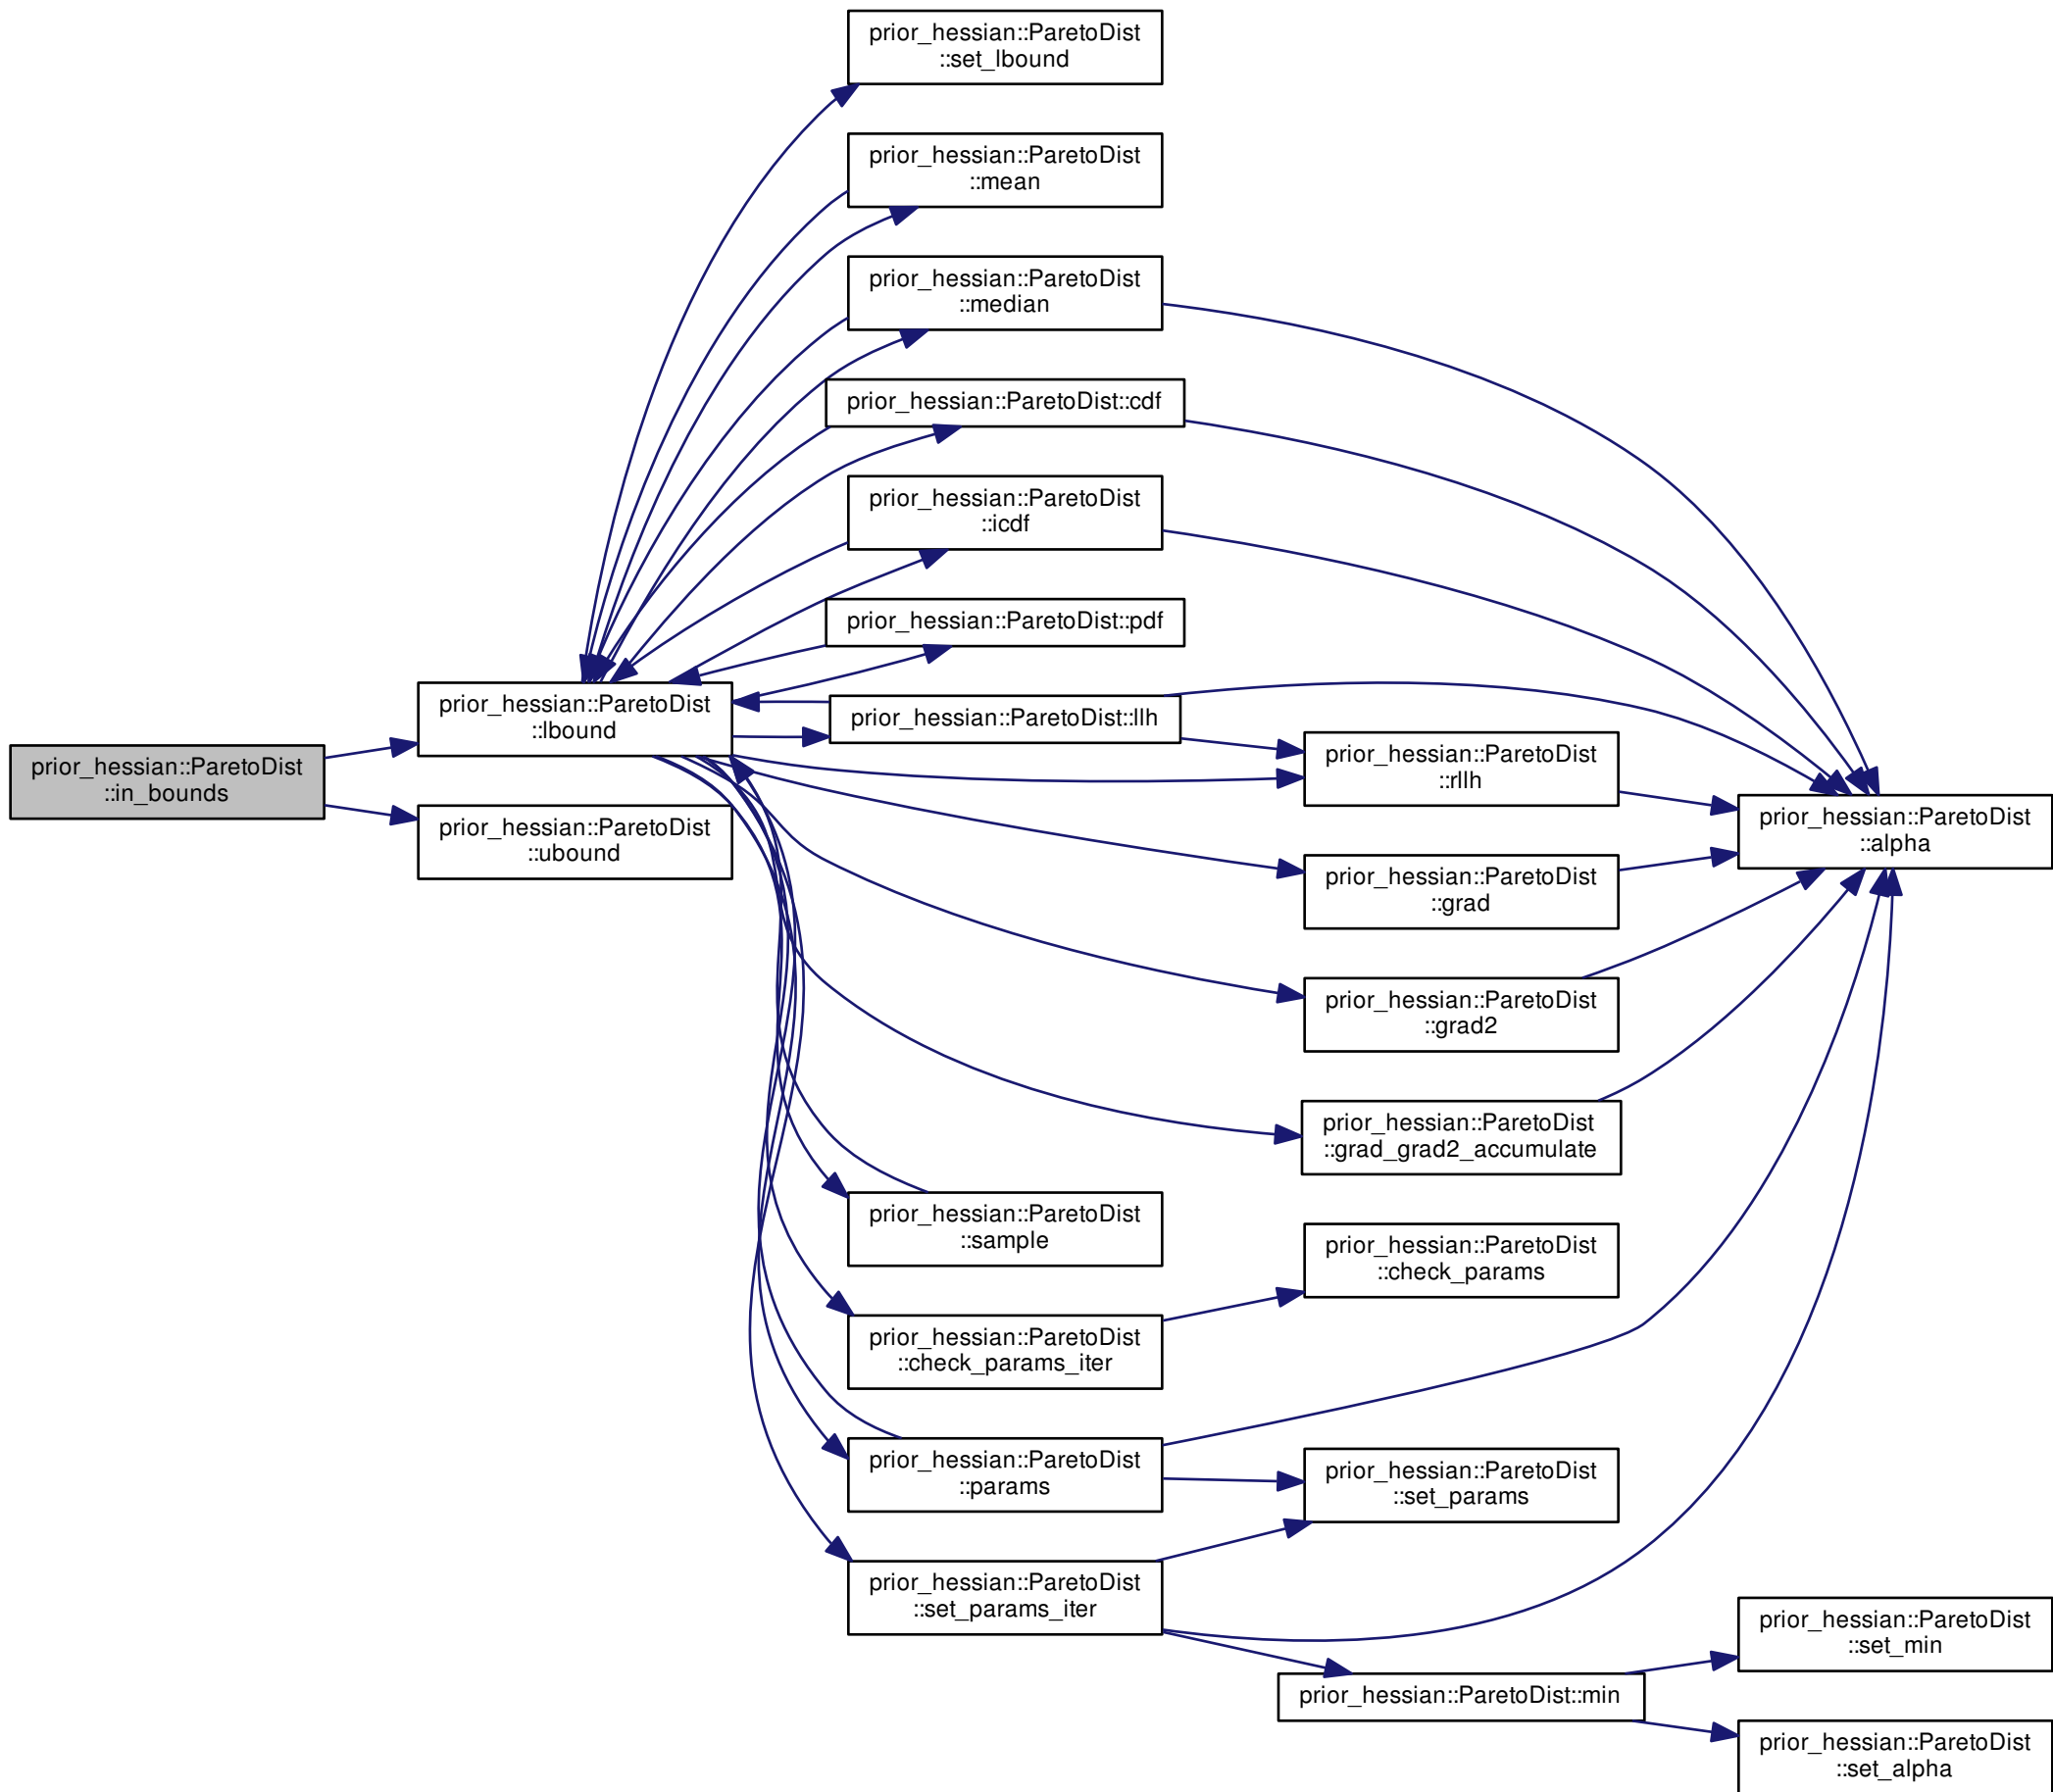 prior_hessian::ParetoDist
::in_bounds
prior_hessian::ParetoDist
::lbound
prior_hessian::ParetoDist
::ubound
prior_hessian::ParetoDist
::set_lbound
prior_hessian::ParetoDist
::mean
prior_hessian::ParetoDist
::median
prior_hessian::ParetoDist::cdf
prior_hessian::ParetoDist
::icdf
prior_hessian::ParetoDist::pdf
prior_hessian::ParetoDist::llh
prior_hessian::ParetoDist
::sample
prior_hessian::ParetoDist
::check_params_iter
prior_hessian::ParetoDist
::params
prior_hessian::ParetoDist
::set_params_iter
prior_hessian::ParetoDist
::rllh
prior_hessian::ParetoDist
::grad
prior_hessian::ParetoDist
::grad2
prior_hessian::ParetoDist
::grad_grad2_accumulate
prior_hessian::ParetoDist
::check_params
prior_hessian::ParetoDist
::set_params
prior_hessian::ParetoDist::min
prior_hessian::ParetoDist
::alpha
prior_hessian::ParetoDist
::set_min
prior_hessian::ParetoDist
::set_alpha